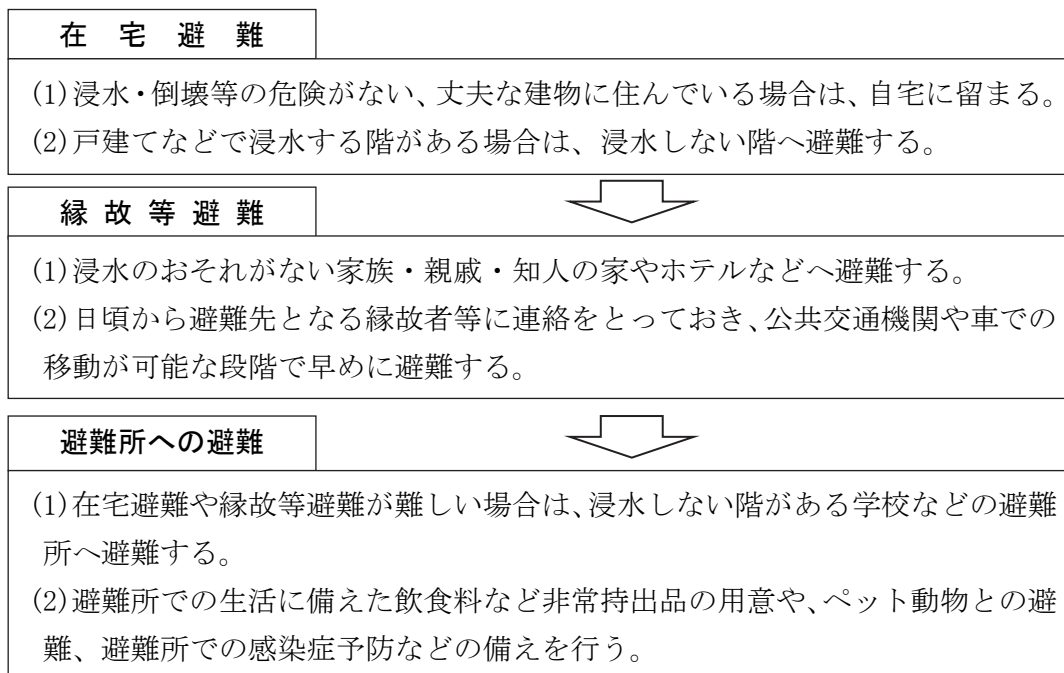 在宅避難
(1)浸水・倒壊等の危険がない、丈夫な建物に住んでいる場合は、自宅に留まる。
(2)戸建てなどで浸水する階がある場合は、浸水しない階へ避難する。
縁故等避難
(1)浸水のおそれがない家族・親戚・知人の家やホテルなどへ避難する。
(2)日頃から避難先となる縁故者等に連絡をとっておき、公共交通機関や車での
移動が可能な段階で早めに避難する。
避難所への避難
(1)在宅避難や縁故等避難が難しい場合は、浸水しない階がある学校などの避難
所へ避難する。
(2)避難所での生活に備えた飲食料など非常持出品の用意や、ペット動物との避
難、避難所での感染症予防などの備えを行う。